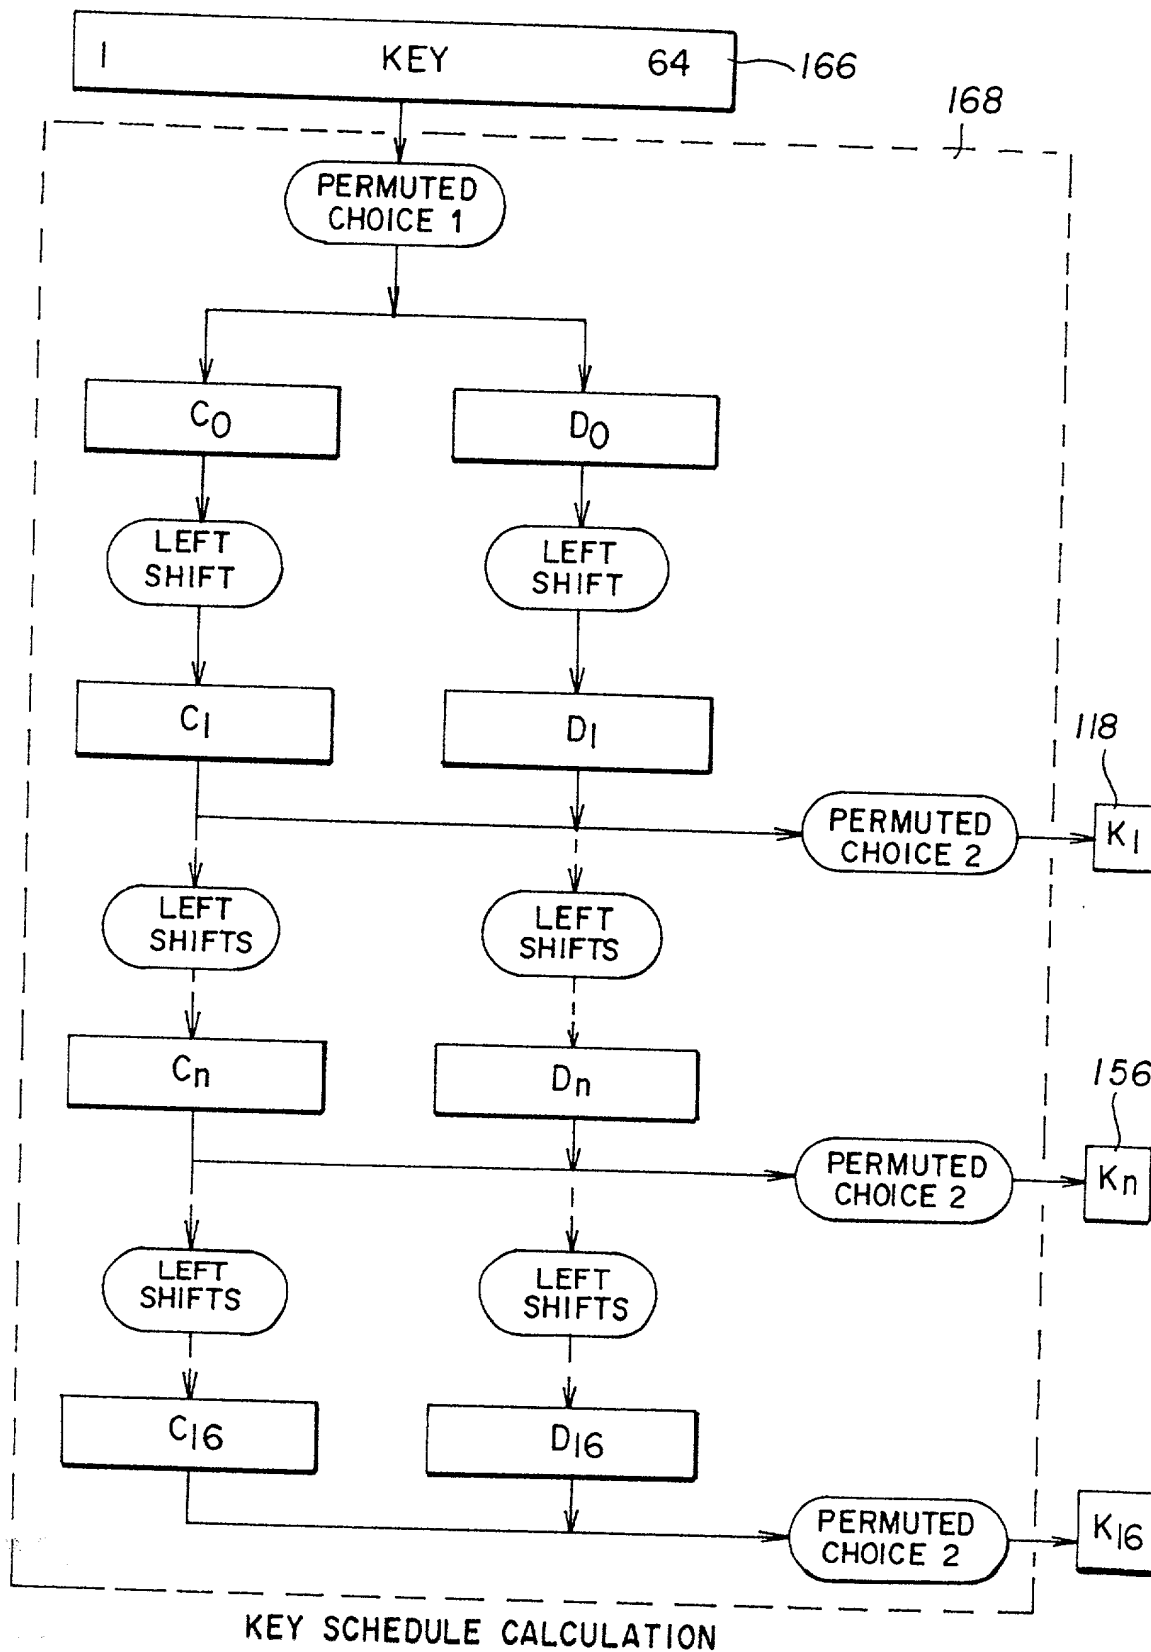 1 KEY 64
166
168
PERMUTED
CHOICE 1
C0
D0
LEFT
SHIFT
LEFT
SHIFT
C1
D1
118
PERMUTED
CHOICE 2
K1
LEFT
SHIFTS
LEFT
SHIFTS
Cn
Dn
156
PERMUTED
CHOICE 2
Kn
LEFT
SHIFTS
LEFT
SHIFTS
C16
D16
PERMUTED
CHOICE 2
K16
KEY SCHEDULE CALCULATION